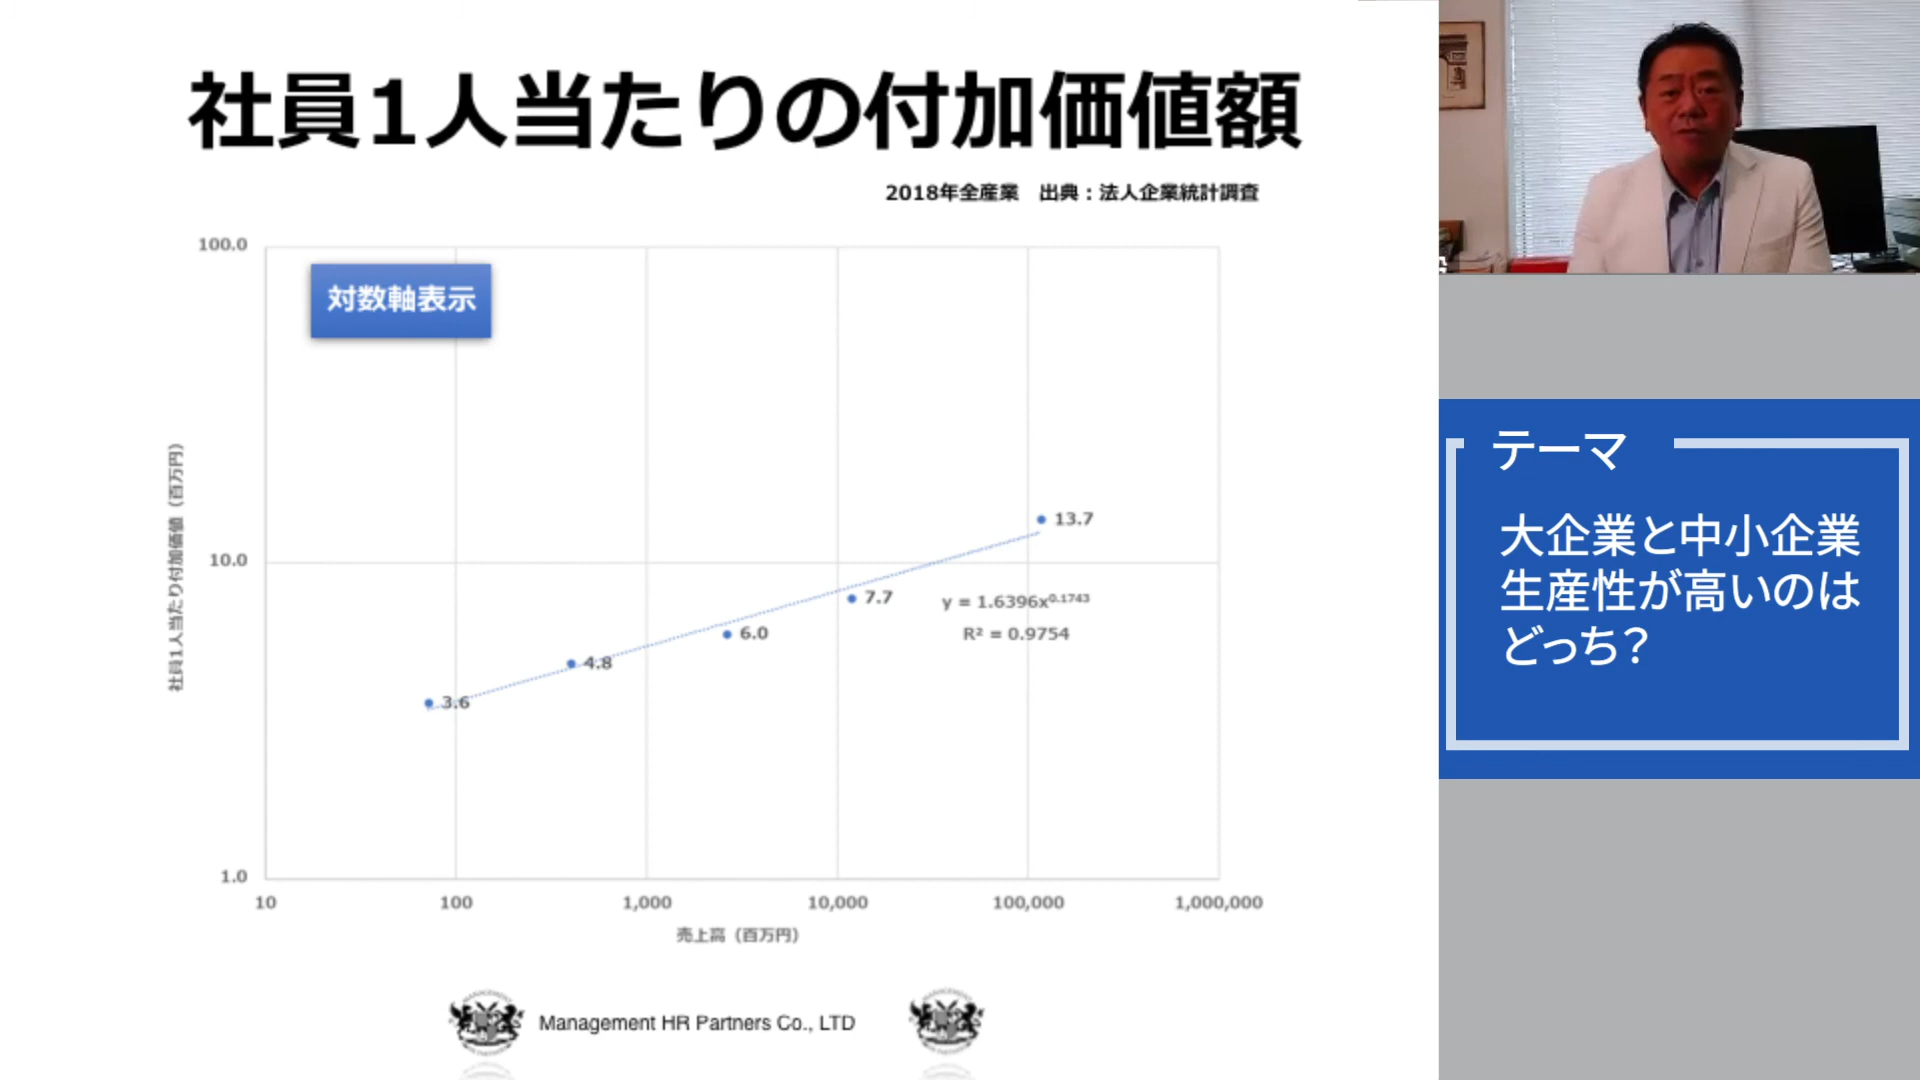 社員1人当たりの付加価値額
2018年全産業　出典：法人企業統計調査
対数軸表示
100.0
10.0
1.0
社員1人当たり付加価値（百万円）
13.7
7.7
6.0
4.8
3.6
y = 1.6396x^0.1743
R² = 0.9754
10 100 1,000 10,000 100,000 1,000,000
売上高（百万円）
Management HR Partners Co., LTD
テーマ
大企業と中小企業
生産性が高いのは
どっち？